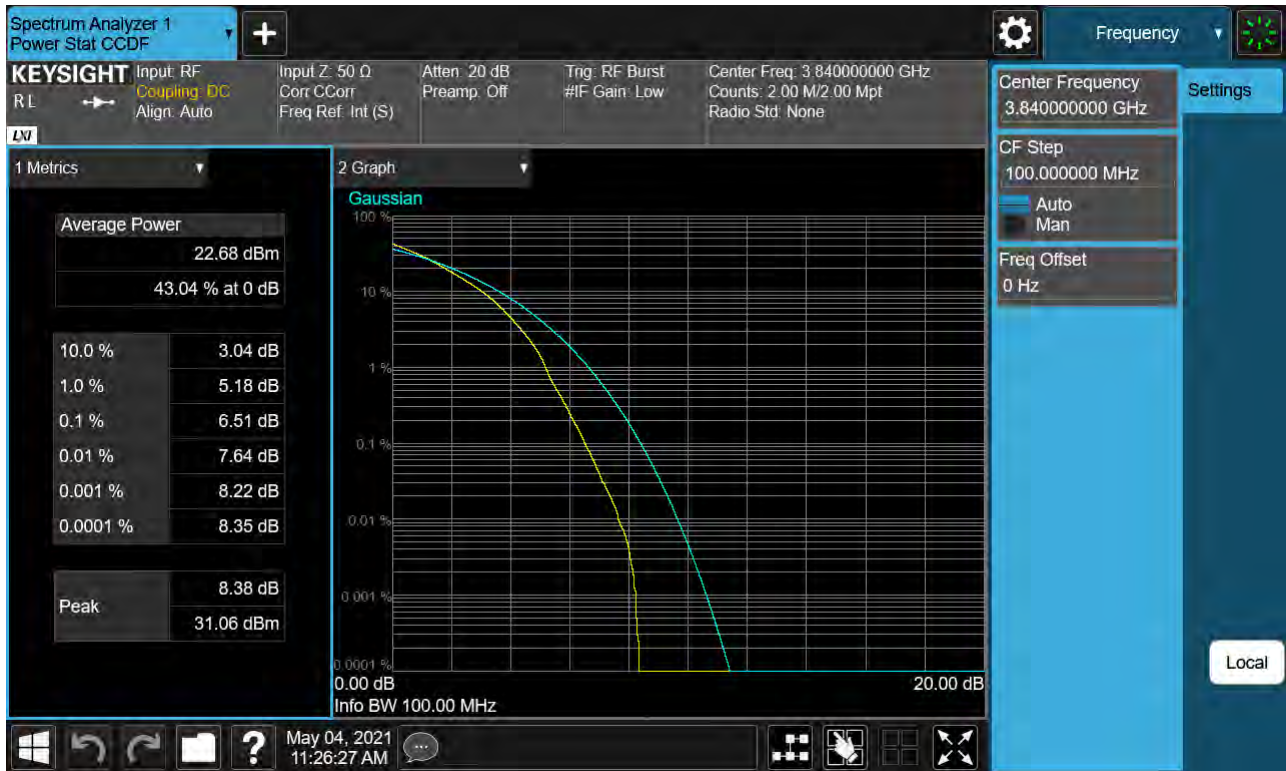 Spectrum Analyzer 1
Power Stat CCDF
+
Frequency
KEYSIGHT
RL
LXI
Input: RF
Coupling: DC
Align: Auto
Input Z: 50 Ω
Corr CCorr
Freq Ref: Int (S)
Atten: 20 dB
Preamp: Off
Trig: RF Burst
#IF Gain: Low
Center Freq: 3.840000000 GHz
Counts: 2.00 M/2.00 Mpt
Radio Std: None
Center Frequency
3.840000000 GHz
Settings
CF Step
100.000000 MHz
Auto
Man
Freq Offset
0 Hz
Local
1 Metrics
Average Power
22.68 dBm
43.04 % at 0 dB
10.0 % 3.04 dB
1.0 % 5.18 dB
0.1 % 6.51 dB
0.01 % 7.64 dB
0.001 % 8.22 dB
0.0001 % 8.35 dB
Peak 8.38 dB
31.06 dBm
2 Graph
Gaussian
100 %
10 %
1 %
0.1 %
0.01 %
0.001 %
0.0001 %
0.00 dB 20.00 dB
Info BW 100.00 MHz
?
May 04, 2021
11:26:27 AM